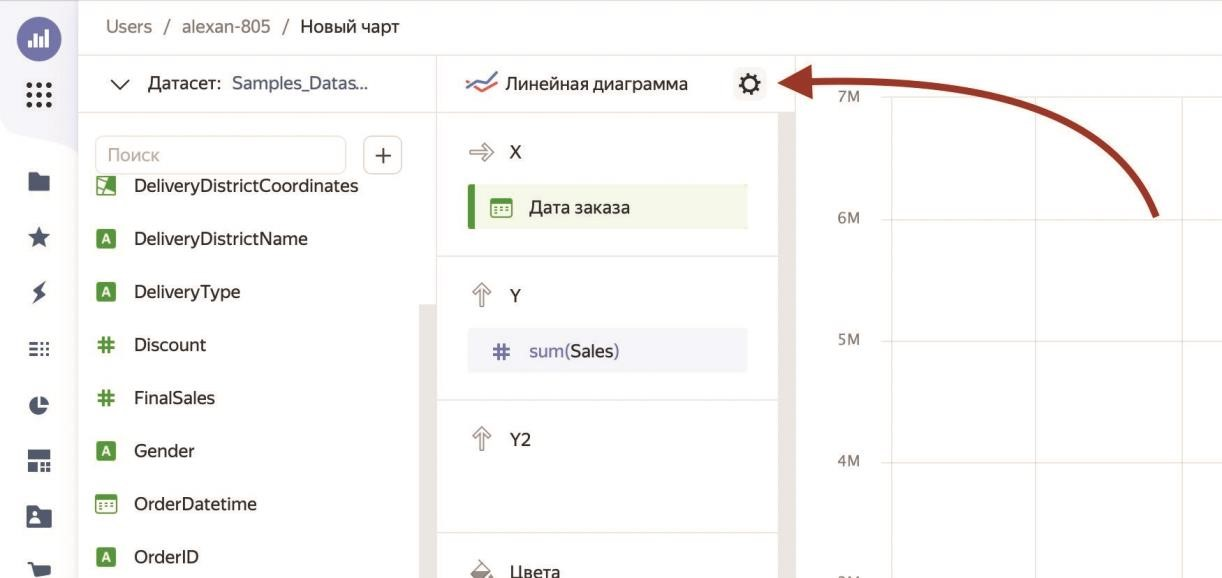 Users / alexan-805 / Новый чарт
Датасет: Samples_Datas...
Поиск
DeliveryDistrictCoordinates
A DeliveryDistrictName
A DeliveryType
# Discount
# FinalSales
A Gender
OrderDatetime
A OrderID
Линейная диаграмма
X
Дата заказа
Y
# sum(Sales)
Y2
Цвета
7M
6M
5M
4M